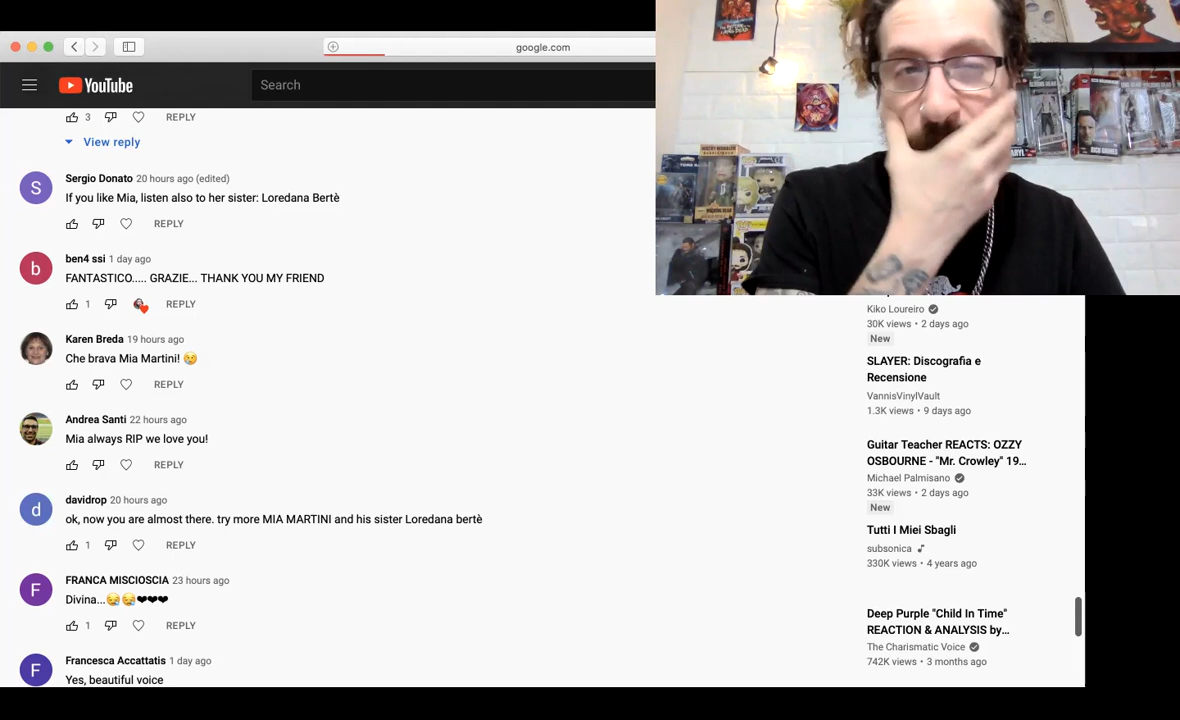 google.com
YouTube
Search
3 REPLY
View reply
Sergio Donato 20 hours ago (edited)
If you like Mia, listen also to her sister: Loredana Bertè
REPLY
ben4 ssi 1 day ago
FANTASTICO..... GRAZIE... THANK YOU MY FRIEND
1 REPLY
Karen Breda 19 hours ago
Che brava Mia Martini! 😢
REPLY
Andrea Santi 22 hours ago
Mia always RIP we love you!
REPLY
davidrop 20 hours ago
ok, now you are almost there. try more MIA MARTINI and his sister Loredana bertè
1 REPLY
FRANCA MISCIOSCIA 23 hours ago
Divina...😪😪❤❤❤
1 REPLY
Francesca Accattatis 1 day ago
Yes, beautiful voice
Kiko Loureiro
30K views • 2 days ago
New
SLAYER: Discografia e
Recensione
VannisVinylVault
1.3K views • 9 days ago
Guitar Teacher REACTS: OZZY
OSBOURNE - "Mr. Crowley" 19...
Michael Palmisano
33K views • 2 days ago
New
Tutti I Miei Sbagli
subsonica
330K views • 4 years ago
Deep Purple "Child In Time"
REACTION & ANALYSIS by...
The Charismatic Voice
742K views • 3 months ago